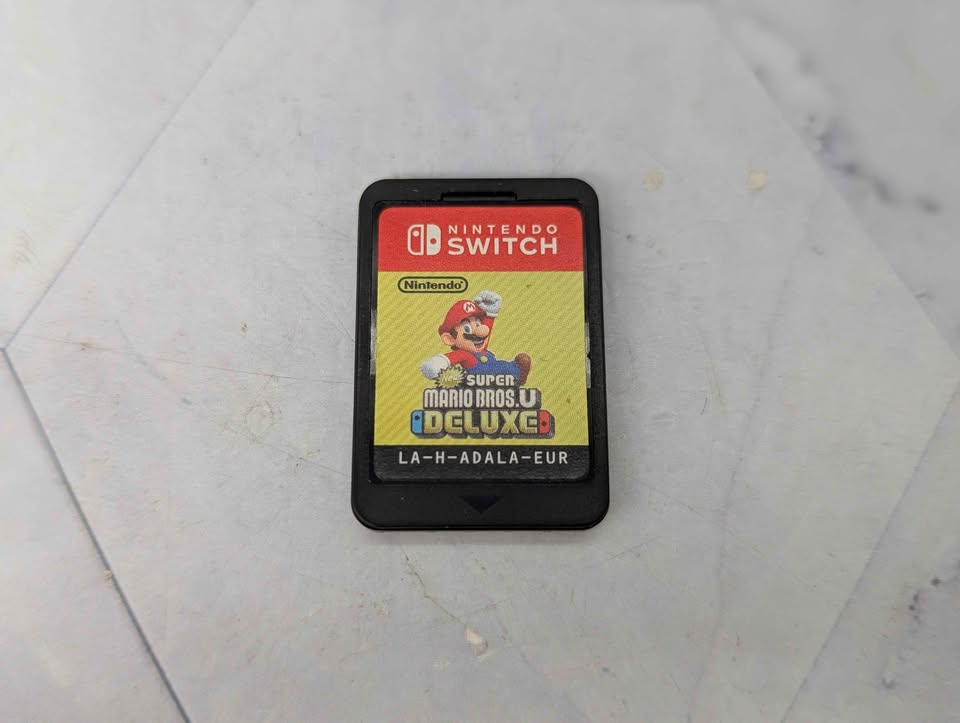 NINTENDO
SWITCH
Nintendo
M
New
SUPER
MARIO BROS.U
DELUXE
LA-H-ADALA-EUR